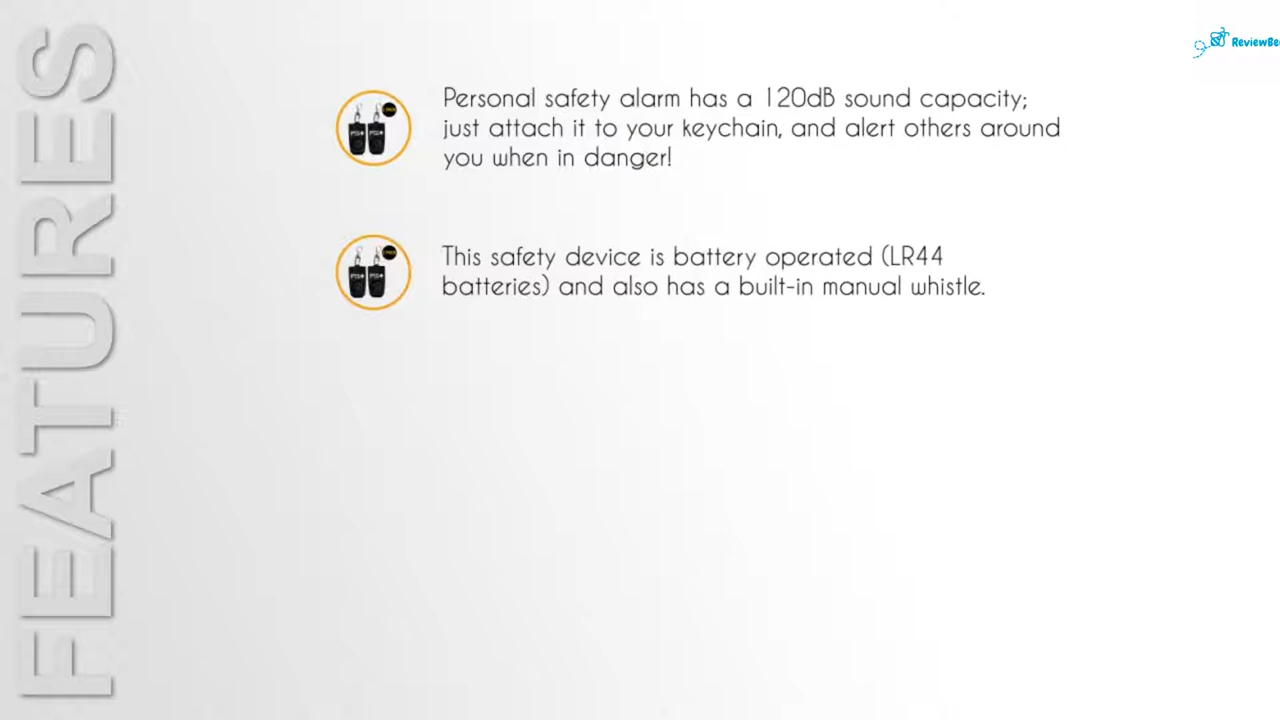 FEATURES
ReviewBee
Personal safety alarm has a 120dB sound capacity;
just attach it to your keychain, and alert others around
you when in danger!
This safety device is battery operated (LR44
batteries) and also has a built-in manual whistle.